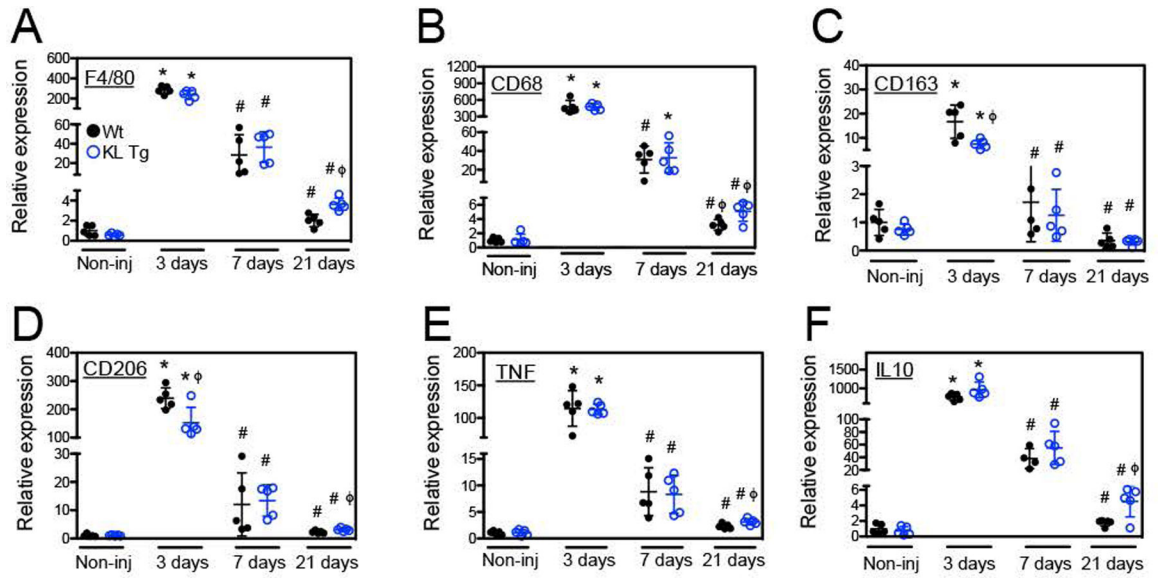 A
Relative expression
600
400
200
60
40
20
4
2
0
F4/80
Wt
KL Tg
* *
# #
# # ϕ
Non-inj 3 days 7 days 21 days
B
Relative expression
1200
900
600
300
60
40
20
6
4
2
0
CD68
* *
# *
# ϕ # ϕ
Non-inj 3 days 7 days 21 days
C
Relative expression
40
30
20
10
3
2
1
0
CD163
* * ϕ
# #
# #
Non-inj 3 days 7 days 21 days
D
Relative expression
400
300
200
100
30
20
10
0
CD206
* * ϕ
# #
# # ϕ
Non-inj 3 days 7 days 21 days
E
Relative expression
200
150
100
15
10
5
0
TNF
* *
# #
# # ϕ
Non-inj 3 days 7 days 21 days
F
Relative expression
1500
1000
500
100
80
60
40
20
6
4
2
0
IL10
* *
# #
# # ϕ
Non-inj 3 days 7 days 21 days